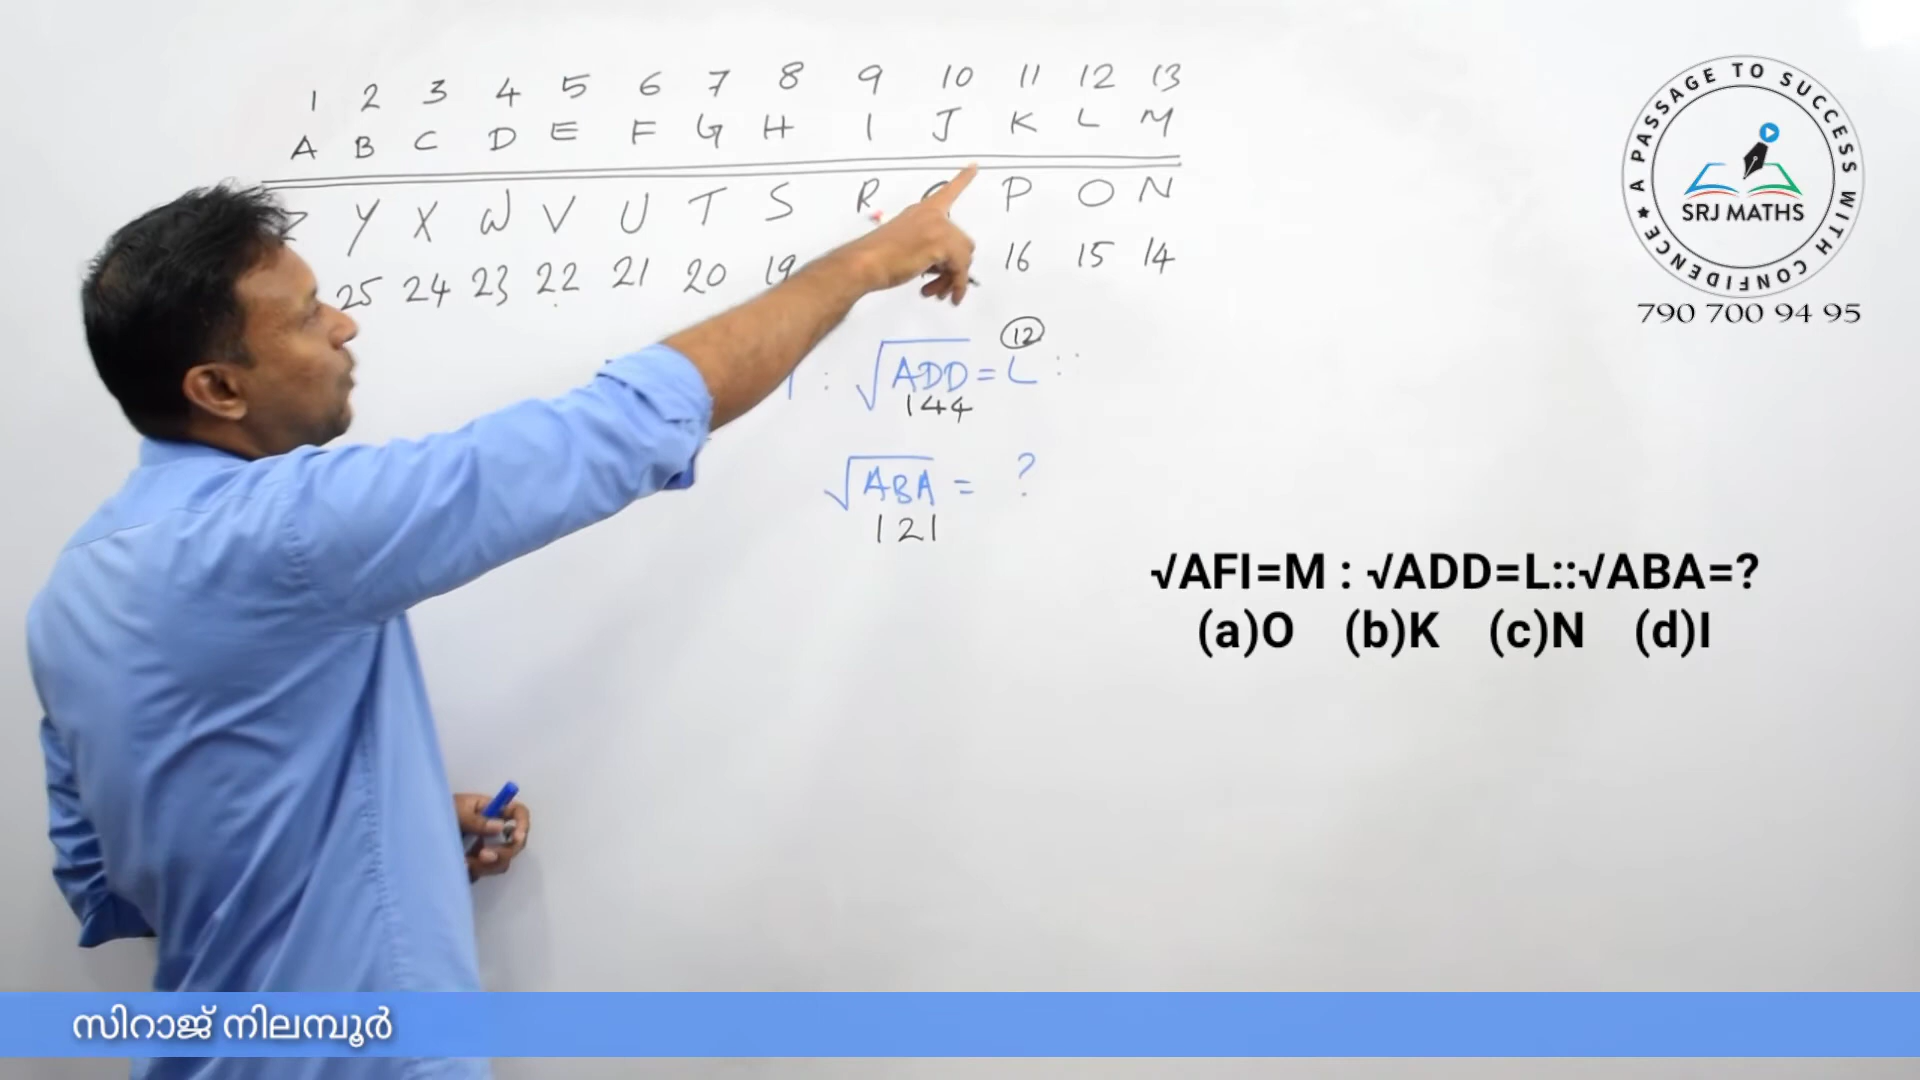 1 2 3 4 5 6 7 8 9 10 11 12 13
A B C D E F G H I J K L M
Y X W V U T S R P O N
25 24 23 22 21 20 19 16 15 14
12
: √ADD = L ::
144
√ABA = ?
121
A PASSAGE TO SUCCESS WITH CONFIDENCE
SRJ MATHS
790 700 94 95
√AFI=M : √ADD=L::√ABA=?
(a)O (b)K (c)N (d)I
സിറാജ് നിലമ്പൂർ